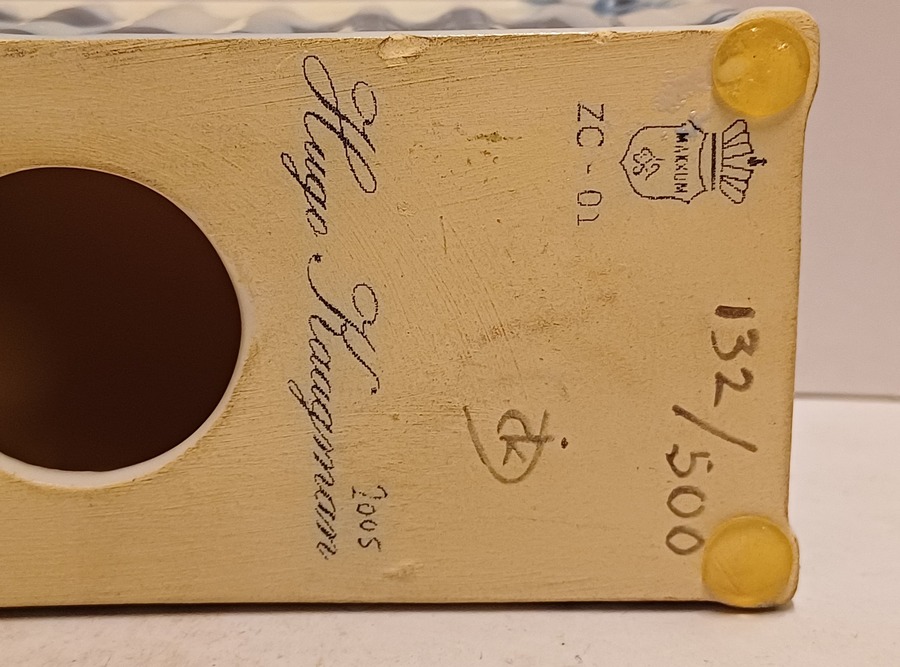 MAKKUM
ZC-01
132/500
Hugo Kaagman
2005